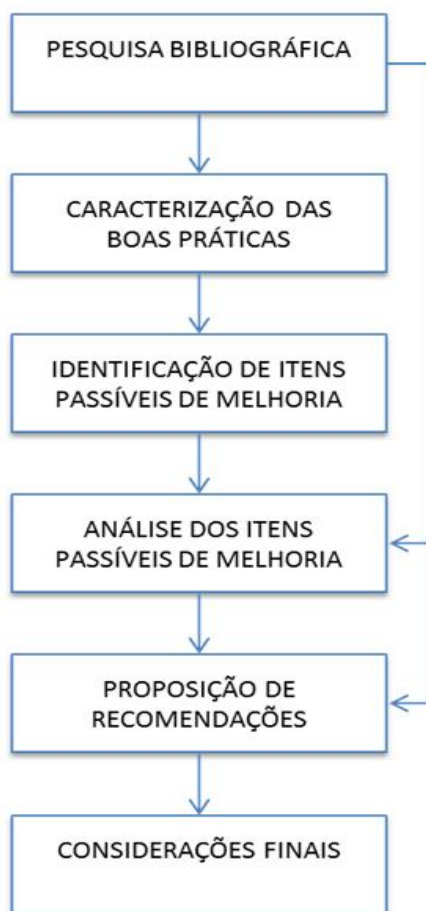 PESQUISA BIBLIOGRÁFICA
CARACTERIZAÇÃO DAS
BOAS PRÁTICAS
IDENTIFICAÇÃO DE ITENS
PASSÍVEIS DE MELHORIA
ANÁLISE DOS ITENS
PASSÍVEIS DE MELHORIA
PROPOSIÇÃO DE
RECOMENDAÇÕES
CONSIDERAÇÕES FINAIS